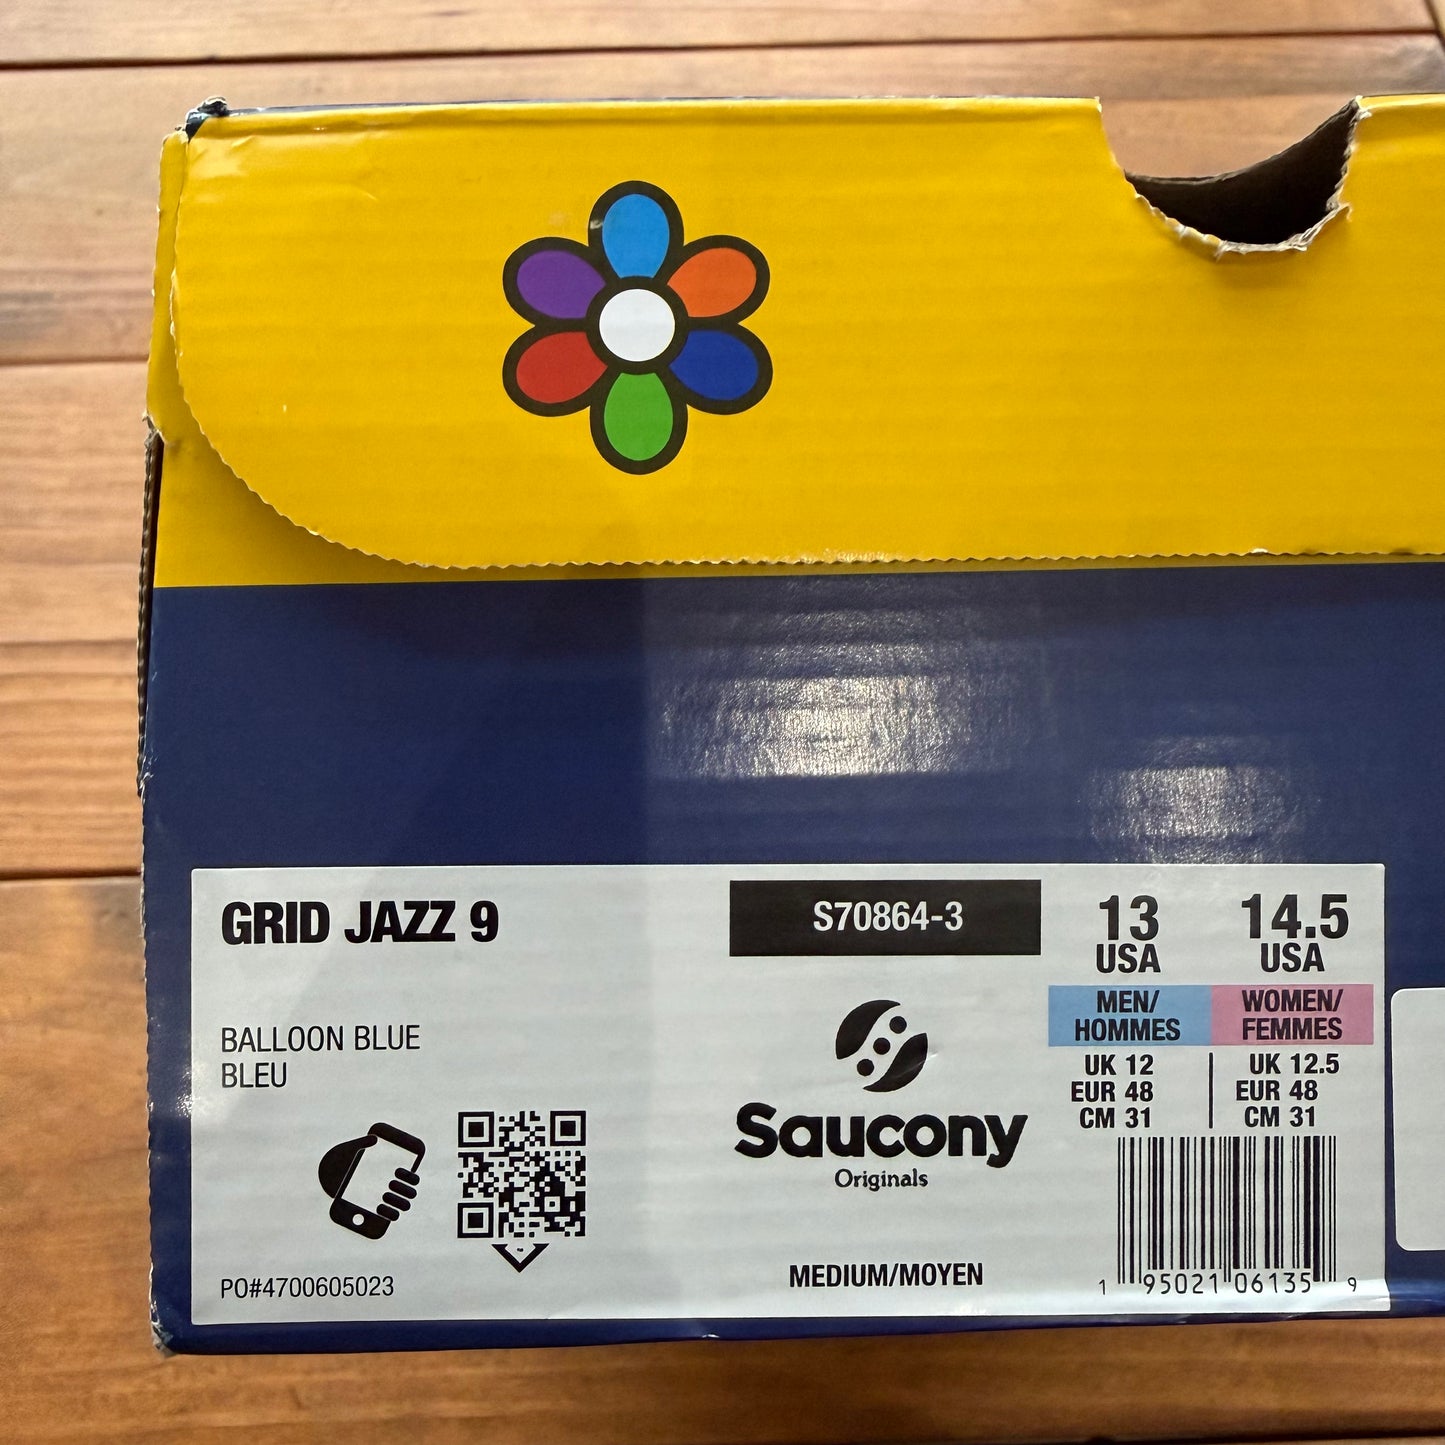 GRID JAZZ 9
S70864-3
BALLOON BLUE
BLEU
PO#4700605023
Saucony
Originals
MEDIUM/MOYEN
13
USA
MEN/
HOMMES
UK 12
EUR 48
CM 31
14.5
USA
WOMEN/
FEMMES
UK 12.5
EUR 48
CM 31
1 95021 06135 9